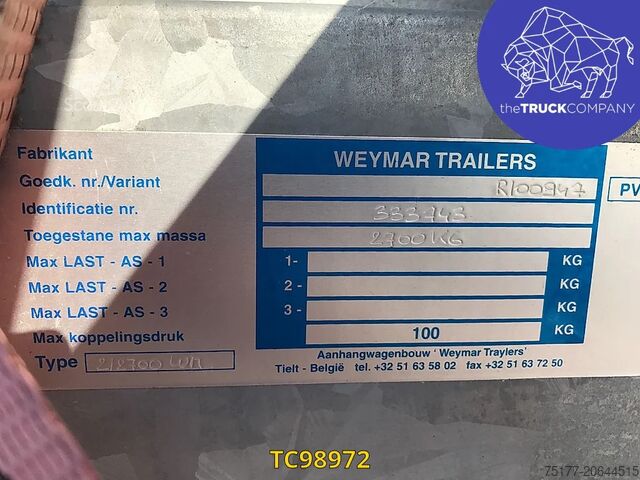 theTRUCKCOMPANY
Fabrikant WEYMAR TRAILERS
Goedk. nr./Variant R100947 PV
Identificatie nr. 333743
Toegestane max massa 2700 KG
Max LAST - AS - 1 1- KG
Max LAST - AS - 2 2 - KG
Max LAST - AS - 3 3 - KG
Max koppelingsdruk 100 KG
Type
Aanhangwagenbouw ' Weymar Traylers'
Tielt - België tel. +32 51 63 58 02 fax +32 51 63 72 50
TC98972
75177-20644515